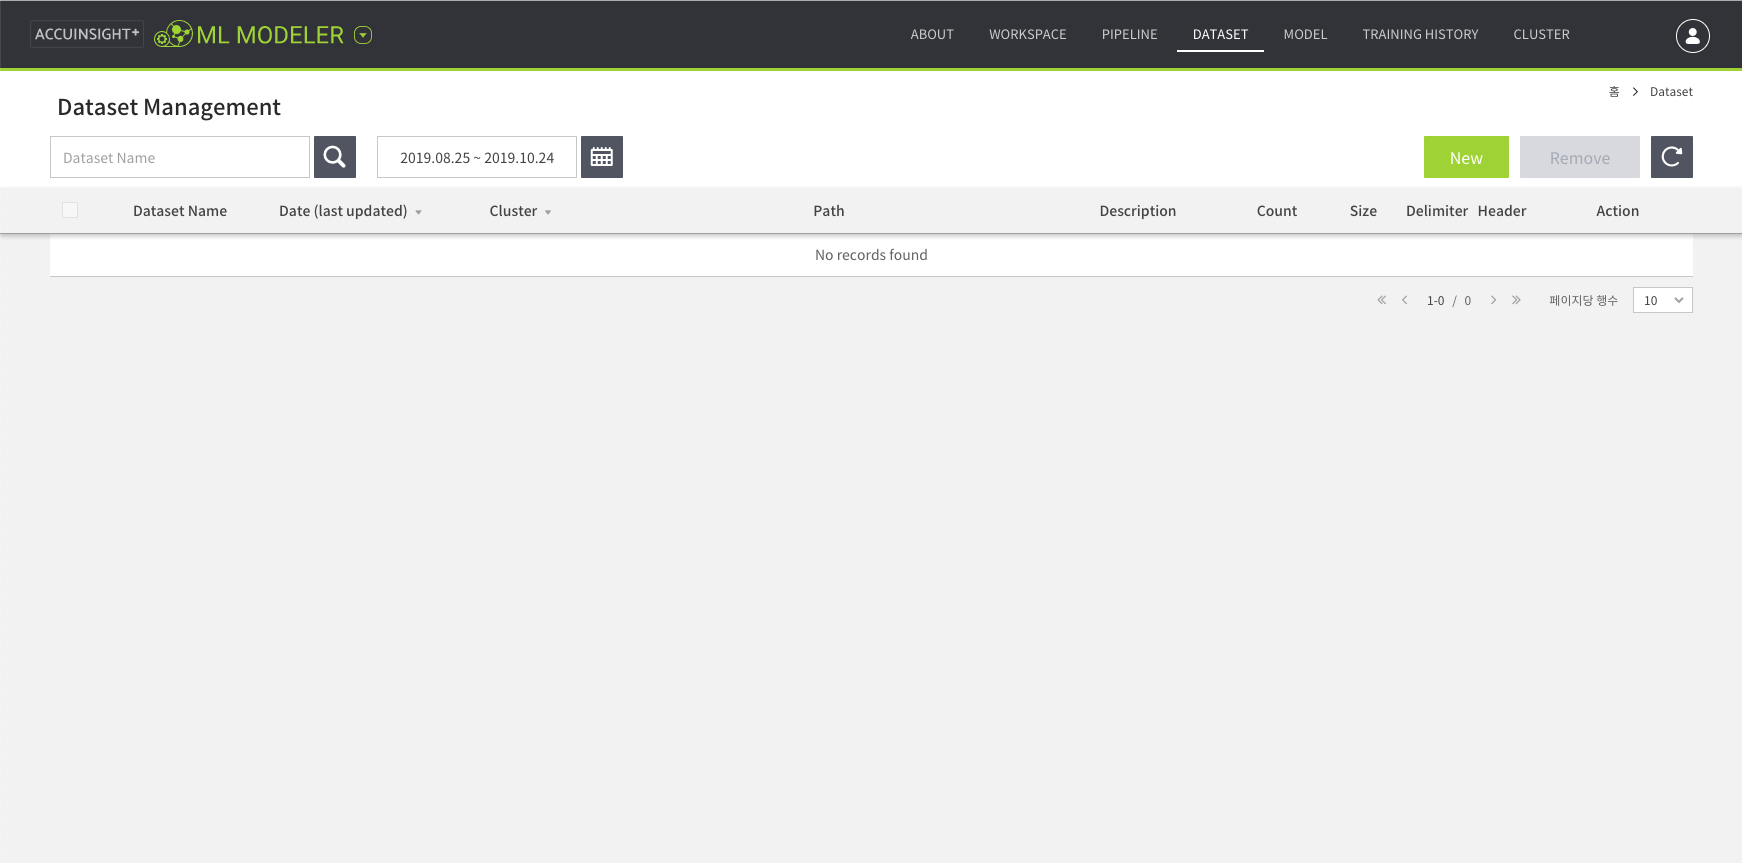 ACCUINSIGHT+ ML MODELER ABOUT WORKSPACE PIPELINE DATASET MODEL TRAINING HISTORY CLUSTER
홈 > Dataset
Dataset Management
Dataset Name 2019.08.25 ~ 2019.10.24 New Remove
Dataset Name Date (last updated) Cluster Path Description Count Size Delimiter Header Action
No records found
1-0 / 0 페이지당 행수 10